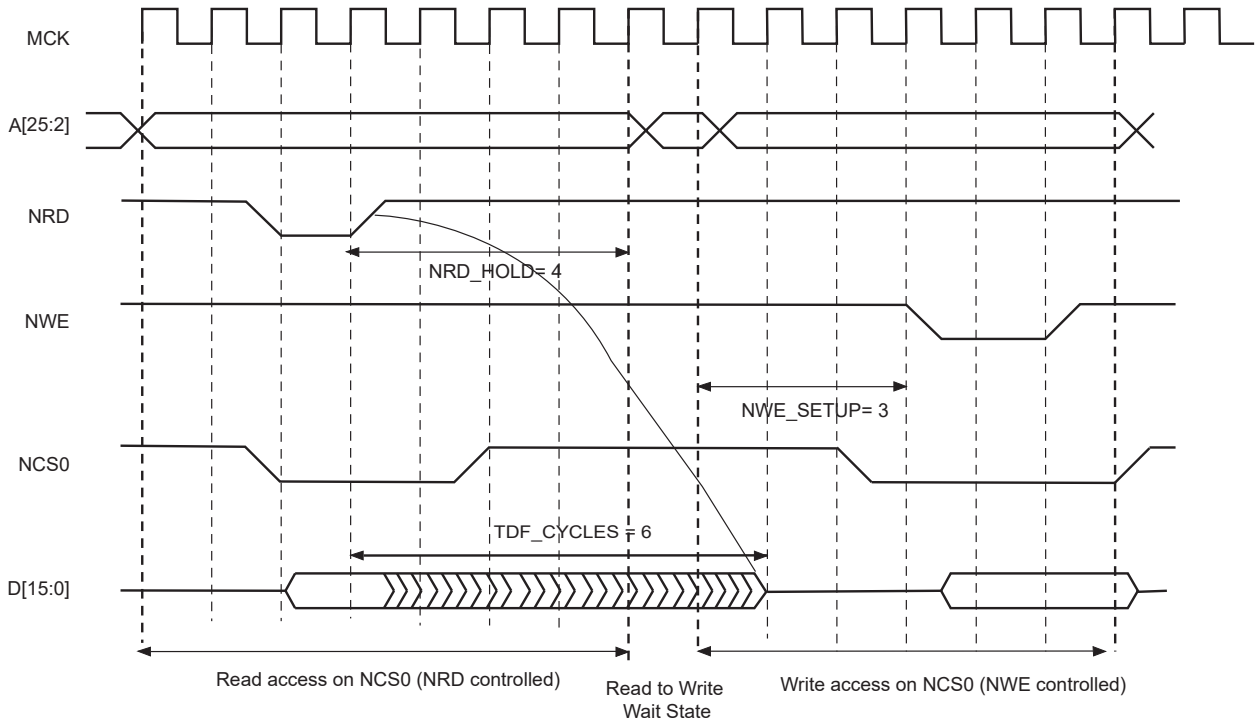 MCK
A[25:2]
NRD
NRD_HOLD= 4
NWE
NWE_SETUP= 3
NCS0
TDF_CYCLES = 6
D[15:0]
Read access on NCS0 (NRD controlled)
Read to Write
Wait State
Write access on NCS0 (NWE controlled)